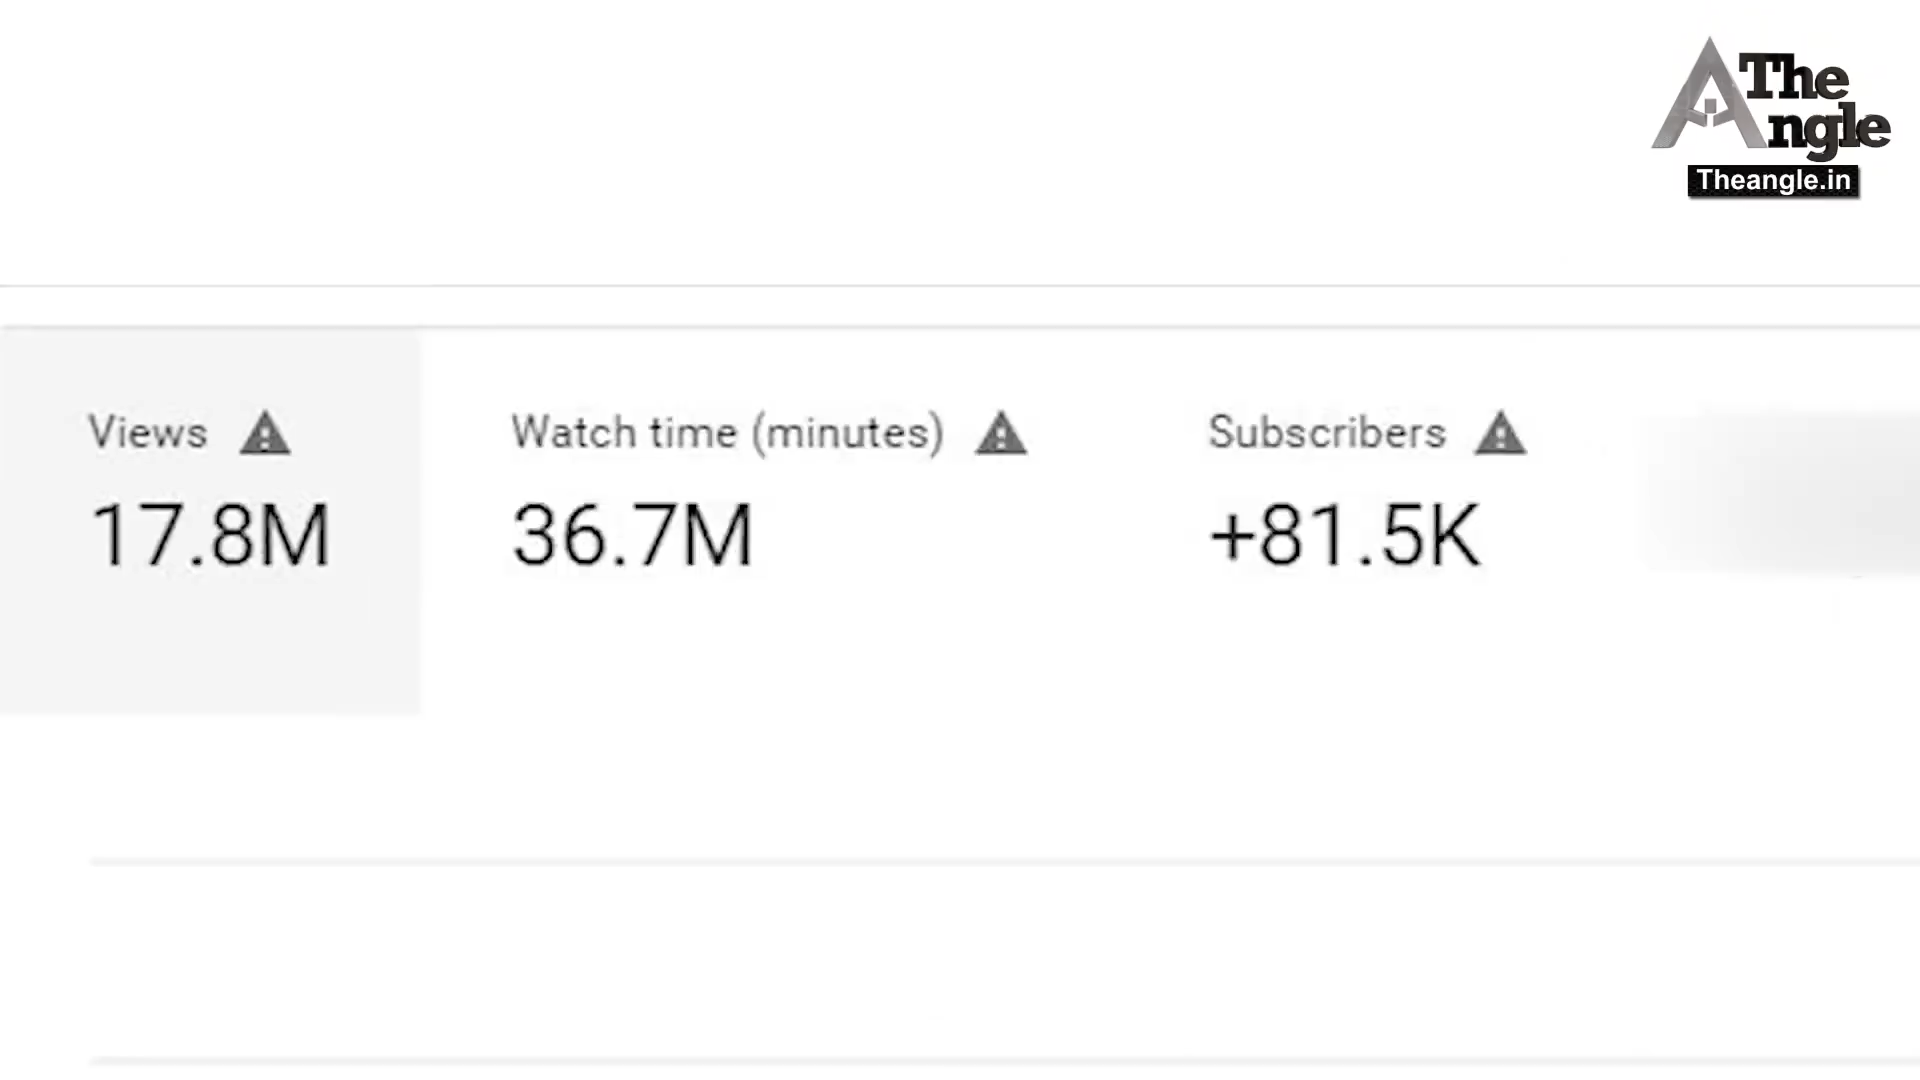 The
Angle
Theangle.in
Views
17.8M
Watch time (minutes)
36.7M
Subscribers
+81.5K